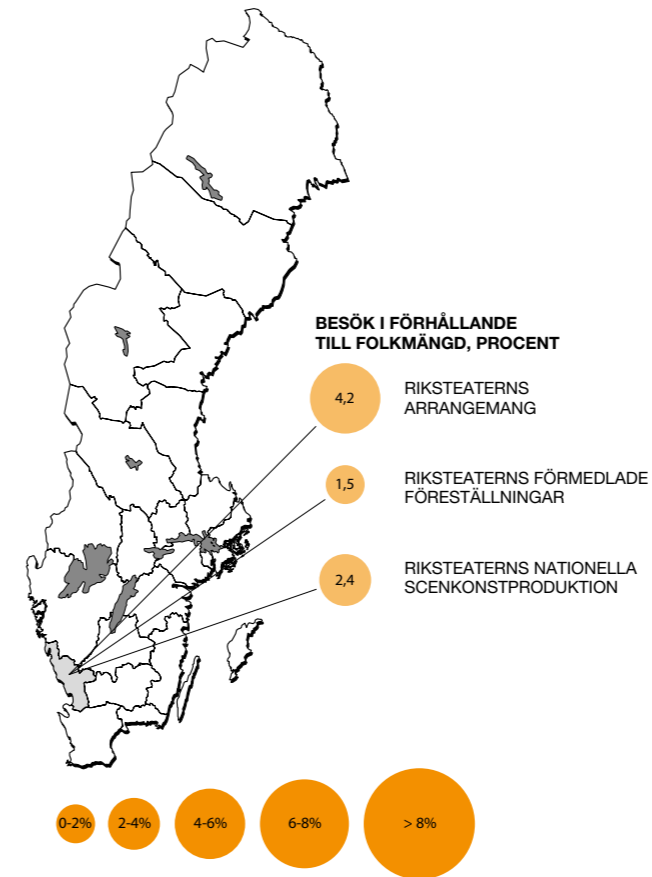 BESÖK I FÖRHÅLLANDE
TILL FOLKMÄNGD, PROCENT
4,2
RIKSTEATERNS
ARRANGEMANG
1,5
RIKSTEATERNS FÖRMEDLADE
FÖRESTÄLLNINGAR
2,4
RIKSTEATERNS NATIONELLA
SCENKONSTPRODUKTION
0-2%
2-4%
4-6%
6-8%
> 8%